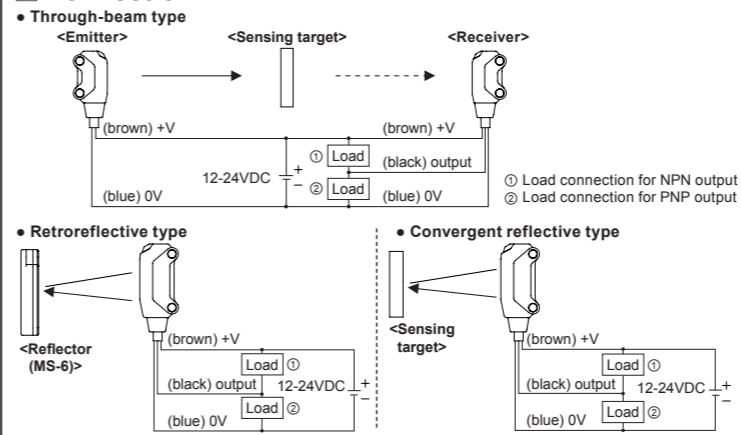 ● Through-beam type
<Emitter>
<Sensing target>
<Receiver>
(brown) +V
(brown) +V
① Load
(black) output
12-24VDC
+
−
② Load
(blue) 0V
(blue) 0V
① Load connection for NPN output
② Load connection for PNP output
● Retroreflective type
<Reflector
(MS-6)>
(brown) +V
Load ①
(black) output
12-24VDC
+
−
Load ②
(blue) 0V
● Convergent reflective type
<Sensing
target>
(brown) +V
Load ①
(black) output
12-24VDC
+
−
Load ②
(blue) 0V